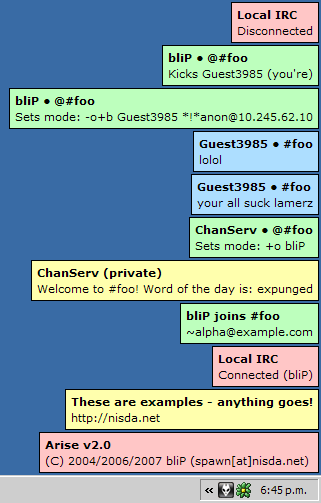 Local IRC
Disconnected
bliP ● @#foo
Kicks Guest3985 (you're)
bliP ● @#foo
Sets mode: -o+b Guest3985 *!*anon@10.245.62.10
Guest3985 ● #foo
lolol
Guest3985 ● #foo
your all suck lamerz
ChanServ ● @#foo
Sets mode: +o bliP
ChanServ (private)
Welcome to #foo! Word of the day is: expunged
bliP joins #foo
~alpha@example.com
Local IRC
Connected (bliP)
These are examples - anything goes!
http://nisda.net
Arise v2.0
(C) 2004/2006/2007 bliP (spawn[at]nisda.net)
« 6:45 p.m.